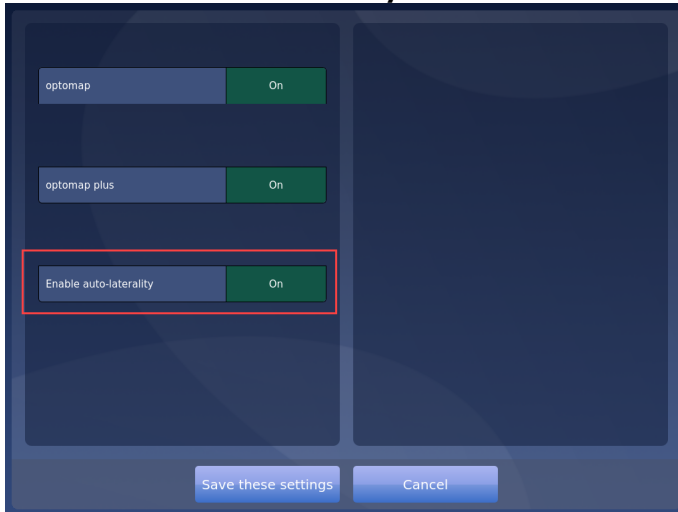 optomap On
optomap plus On
Enable auto-laterality On
Save these settings Cancel